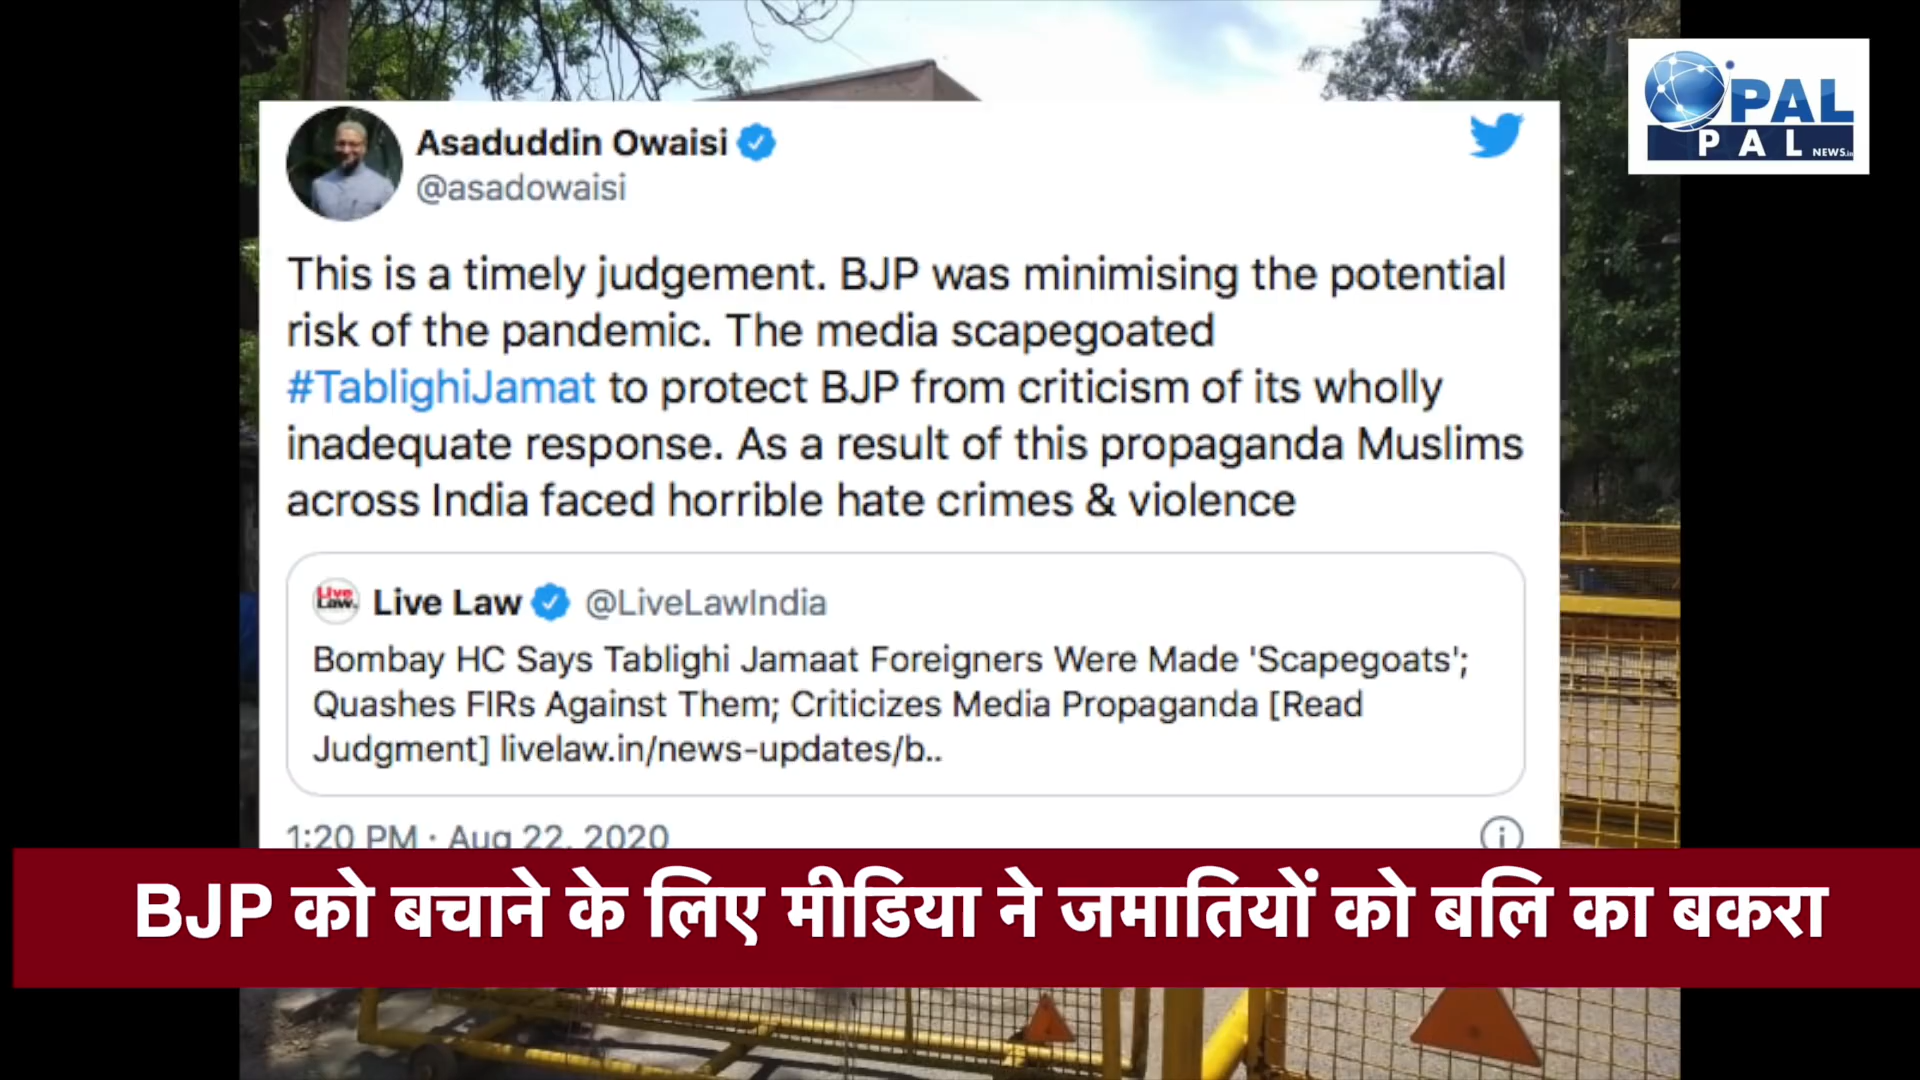 PAL
PAL NEWS.in
Asaduddin Owaisi
@asadowaisi
This is a timely judgement. BJP was minimising the potential
risk of the pandemic. The media scapegoated
#TablighiJamat to protect BJP from criticism of its wholly
inadequate response. As a result of this propaganda Muslims
across India faced horrible hate crimes & violence
Live Law.
Live Law @LiveLawIndia
Bombay HC Says Tablighi Jamaat Foreigners Were Made 'Scapegoats';
Quashes FIRs Against Them; Criticizes Media Propaganda [Read
Judgment] livelaw.in/news-updates/b..
1:20 PM · Aug 22, 2020
BJP को बचाने के लिए मीडिया ने जमातियों को बलि का बकरा